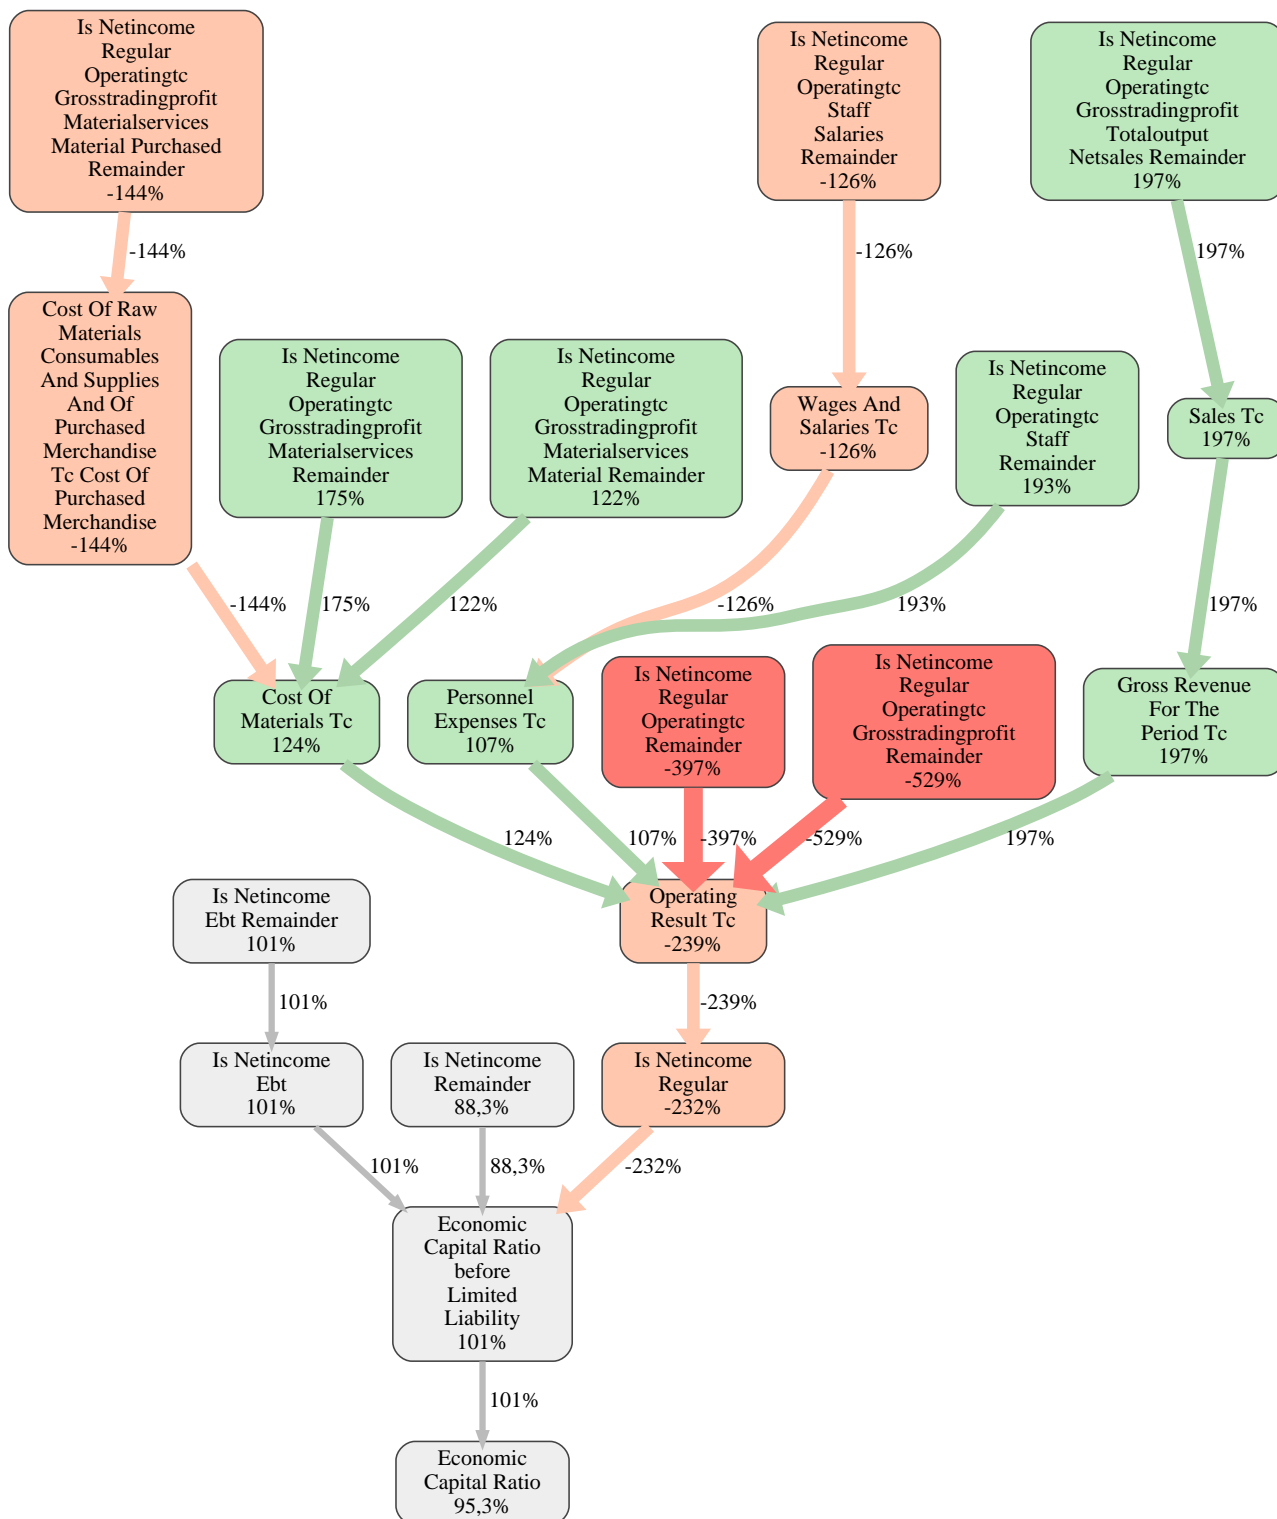 Is Netincome
Regular
Operatingtc
Grosstradingprofit
Materialservices
Material Purchased
Remainder
-144%
Is Netincome
Regular
Operatingtc
Staff
Salaries
Remainder
-126%
Is Netincome
Regular
Operatingtc
Grosstradingprofit
Totaloutput
Netsales Remainder
197%
-144%
-126%
197%
Cost Of Raw
Materials
Consumables
And Supplies
And Of
Purchased
Merchandise
Tc Cost Of
Purchased
Merchandise
-144%
Is Netincome
Regular
Operatingtc
Grosstradingprofit
Materialservices
Remainder
175%
Is Netincome
Regular
Operatingtc
Grosstradingprofit
Materialservices
Material Remainder
122%
Wages And
Salaries Tc
-126%
Is Netincome
Regular
Operatingtc
Staff
Remainder
193%
Sales Tc
197%
-144%
175%
122%
-126%
193%
197%
Cost Of
Materials Tc
124%
Personnel
Expenses Tc
107%
Is Netincome
Regular
Operatingtc
Remainder
-397%
Is Netincome
Regular
Operatingtc
Grosstradingprofit
Remainder
-529%
Gross Revenue
For The
Period Tc
197%
124%
107%
-397%
-529%
197%
Is Netincome
Ebt Remainder
101%
Operating
Result Tc
-239%
101%
-239%
Is Netincome
Ebt
101%
Is Netincome
Remainder
88,3%
Is Netincome
Regular
-232%
101%
88,3%
-232%
Economic
Capital Ratio
before
Limited
Liability
101%
101%
Economic
Capital Ratio
95,3%